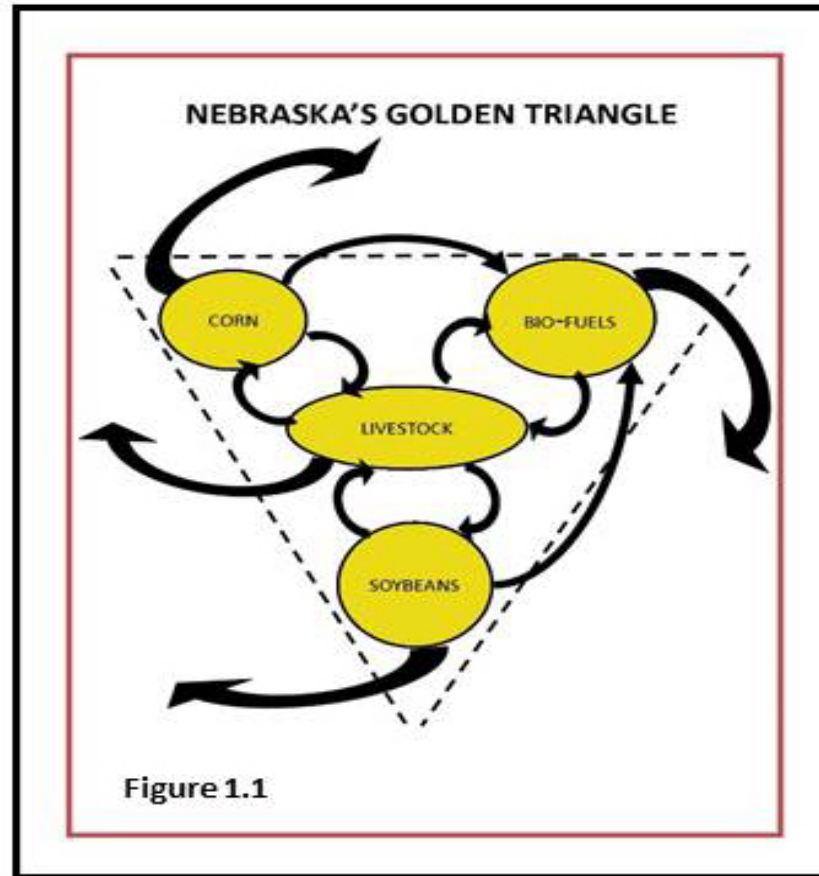 NEBRASKA'S GOLDEN TRIANGLE
CORN
BIO-FUELS
LIVESTOCK
SOYBEANS
Figure 1.1